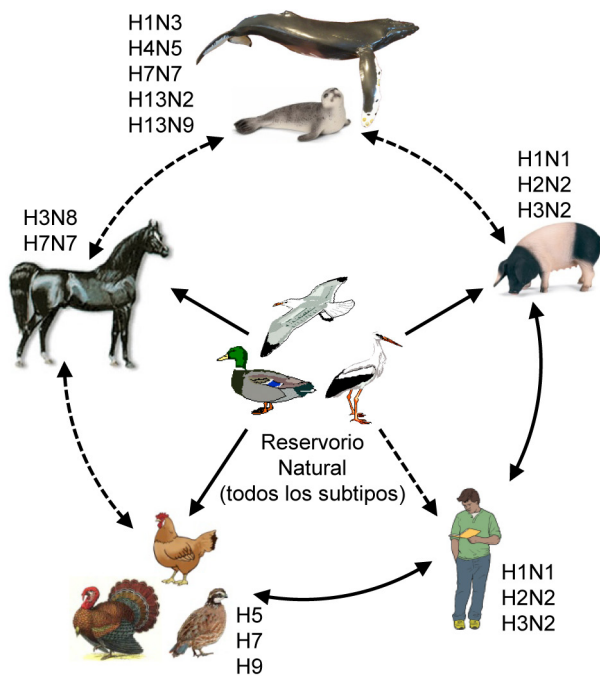 H1N3
H4N5
H7N7
H13N2
H13N9
H1N1
H2N2
H3N2
H3N8
H7N7
Reservorio
Natural
(todos los subtipos)
H1N1
H2N2
H3N2
H5
H7
H9